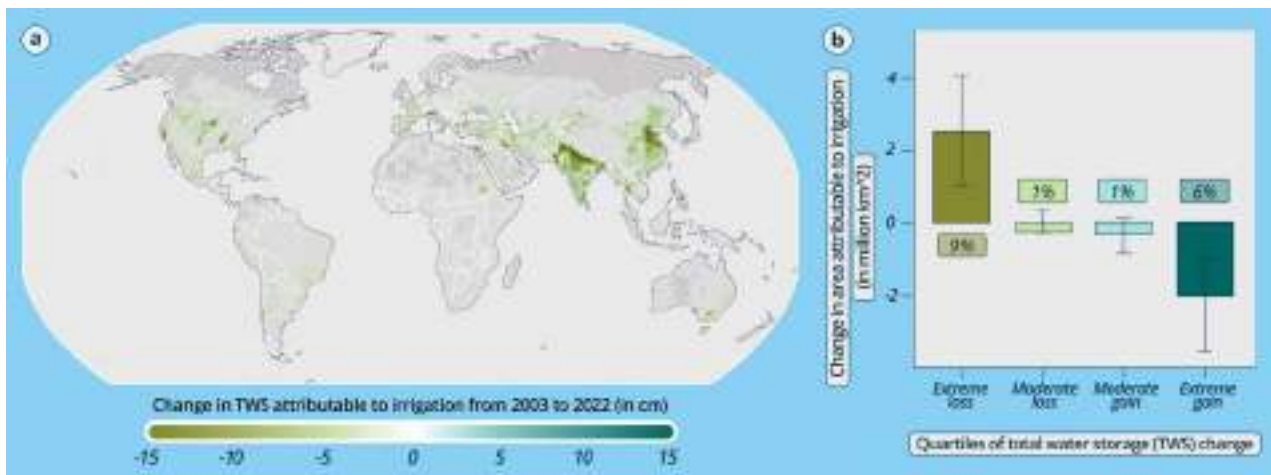 a
Change in TWS attributable to irrigation from 2003 to 2022 (in cm)
-15
-10
-5
0
5
10
15
b
Change in area attributable to irrigation
(in million km^2)
4
2
0
-2
9%
1%
1%
6%
Extreme
loss
Moderate
loss
Moderate
gain
Extreme
gain
Quartiles of total water storage (TWS) change